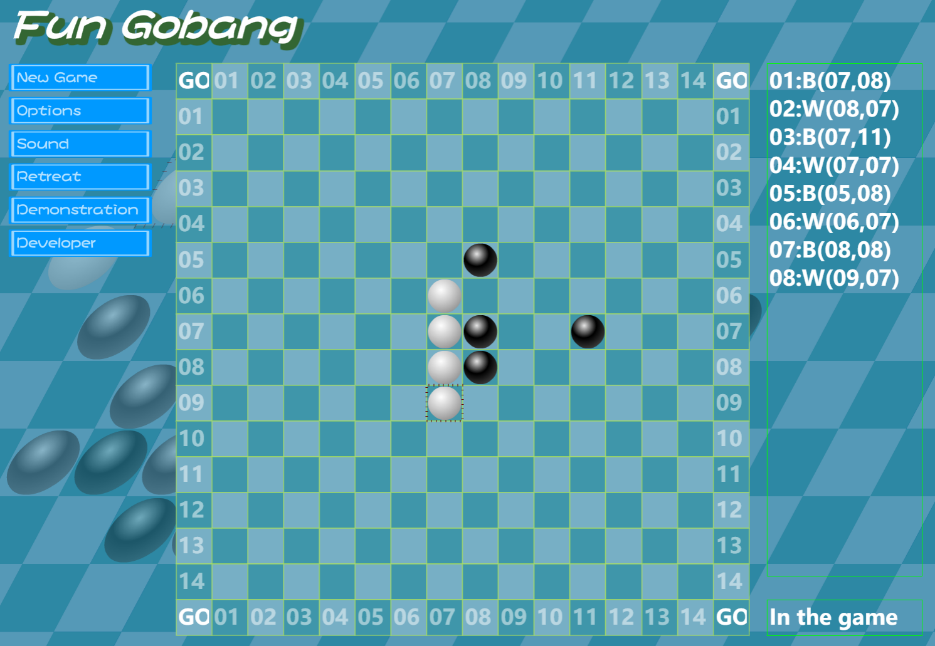 Fun Gobang
New Game
Options
Sound
Retreat
Demonstration
Developer
GO 01 02 03 04 05 06 07 08 09 10 11 12 13 14 GO
01 01
02 02
03 03
04 04
05 05
06 06
07 07
08 08
09 09
10 10
11 11
12 12
13 13
14 14
GO 01 02 03 04 05 06 07 08 09 10 11 12 13 14 GO
01:B(07,08)
02:W(08,07)
03:B(07,11)
04:W(07,07)
05:B(05,08)
06:W(06,07)
07:B(08,08)
08:W(09,07)
In the game